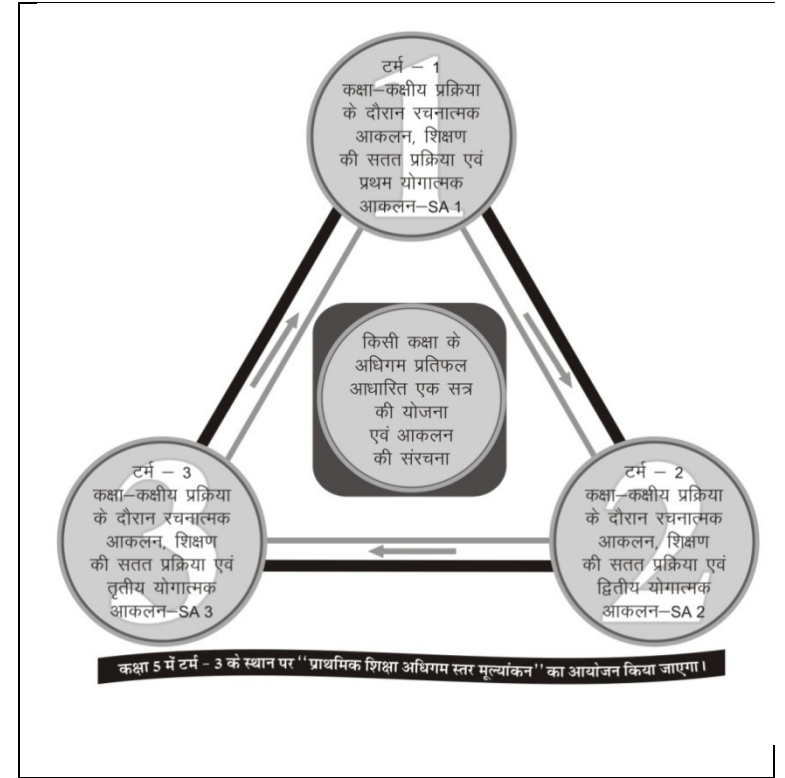 टर्म – 1
कक्षा–कक्षीय प्रक्रिया
के दौरान रचनात्मक
आकलन, शिक्षण
की सतत प्रक्रिया एवं
प्रथम योगात्मक
आकलन–SA 1
किसी कक्षा के
अधिगम प्रतिफल
आधारित एक सत्र
की योजना
एवं आकलन
की संरचना
टर्म – 3
कक्षा–कक्षीय प्रक्रिया
के दौरान रचनात्मक
आकलन, शिक्षण
की सतत प्रक्रिया एवं
तृतीय योगात्मक
आकलन–SA 3
टर्म – 2
कक्षा–कक्षीय प्रक्रिया
के दौरान रचनात्मक
आकलन, शिक्षण
की सतत प्रक्रिया एवं
द्वितीय योगात्मक
आकलन–SA 2
कक्षा 5 में टर्म - 3 के स्थान पर ‘‘प्राथमिक शिक्षा अधिगम स्तर मूल्यांकन’’ का आयोजन किया जाएगा।